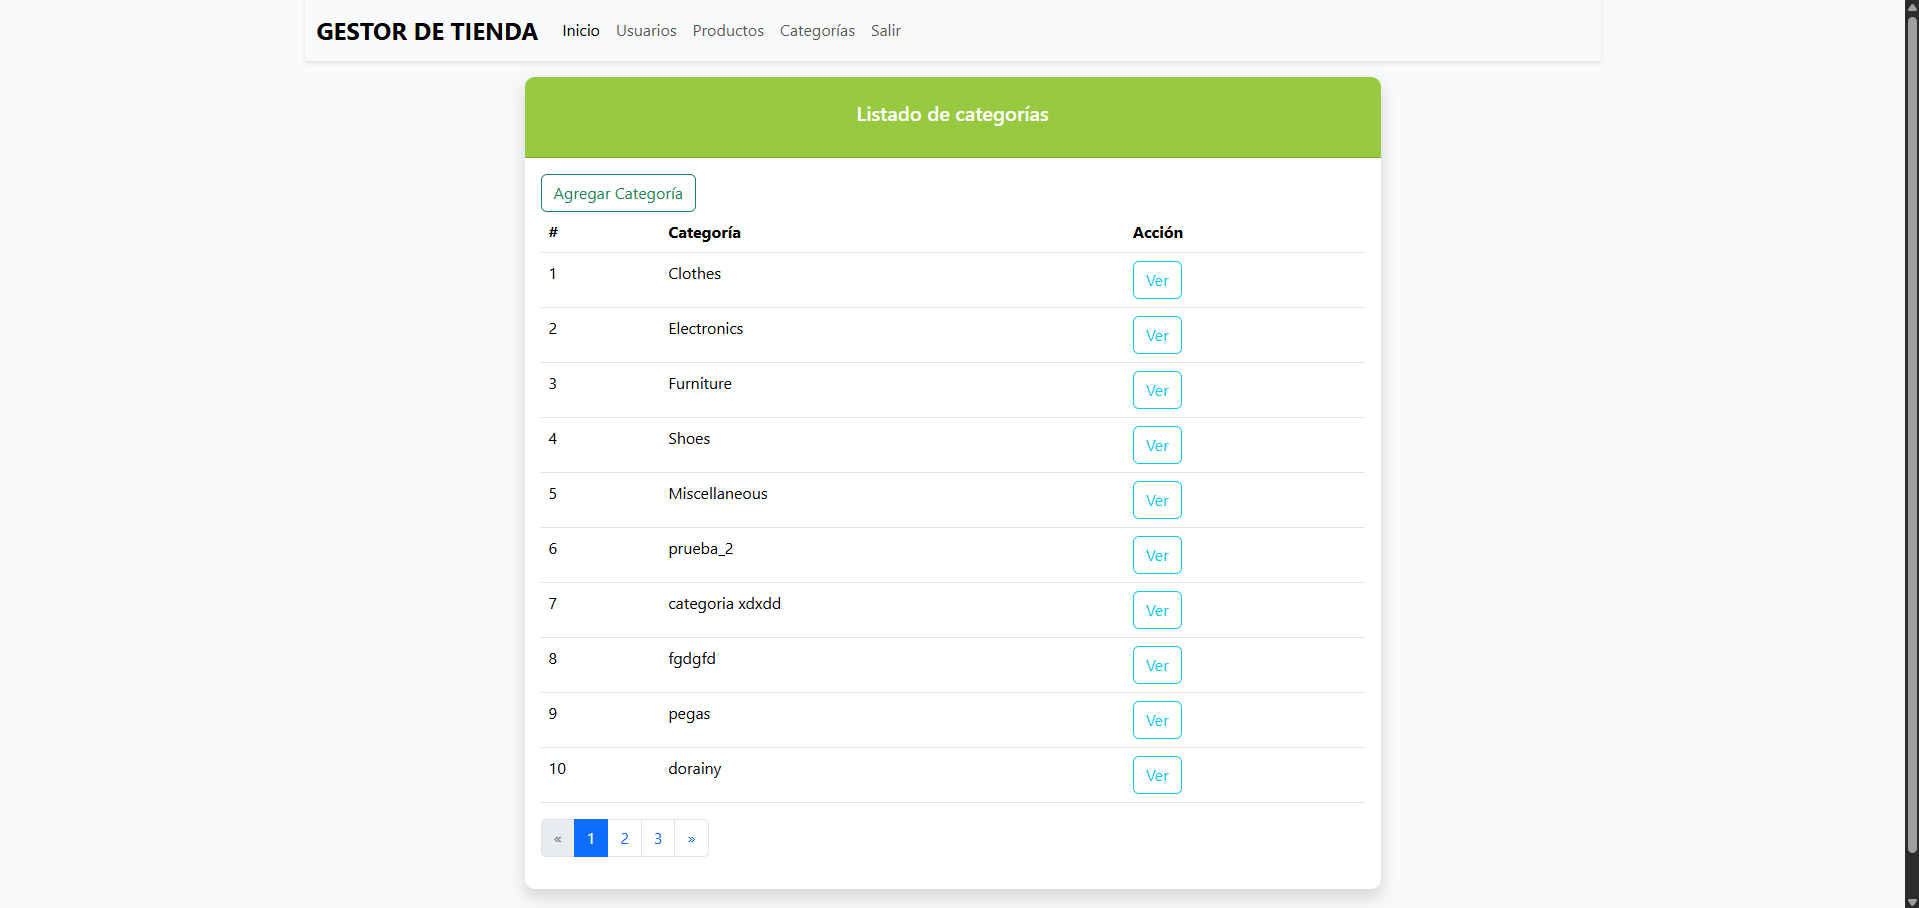 GESTOR DE TIENDA Inicio Usuarios Productos Categorías Salir
Listado de categorías
Agregar Categoría
# Categoría Acción
1 Clothes Ver
2 Electronics Ver
3 Furniture Ver
4 Shoes Ver
5 Miscellaneous Ver
6 prueba_2 Ver
7 categoria xdxdd Ver
8 fgdgfd Ver
9 pegas Ver
10 dorainy Ver
« 1 2 3 »